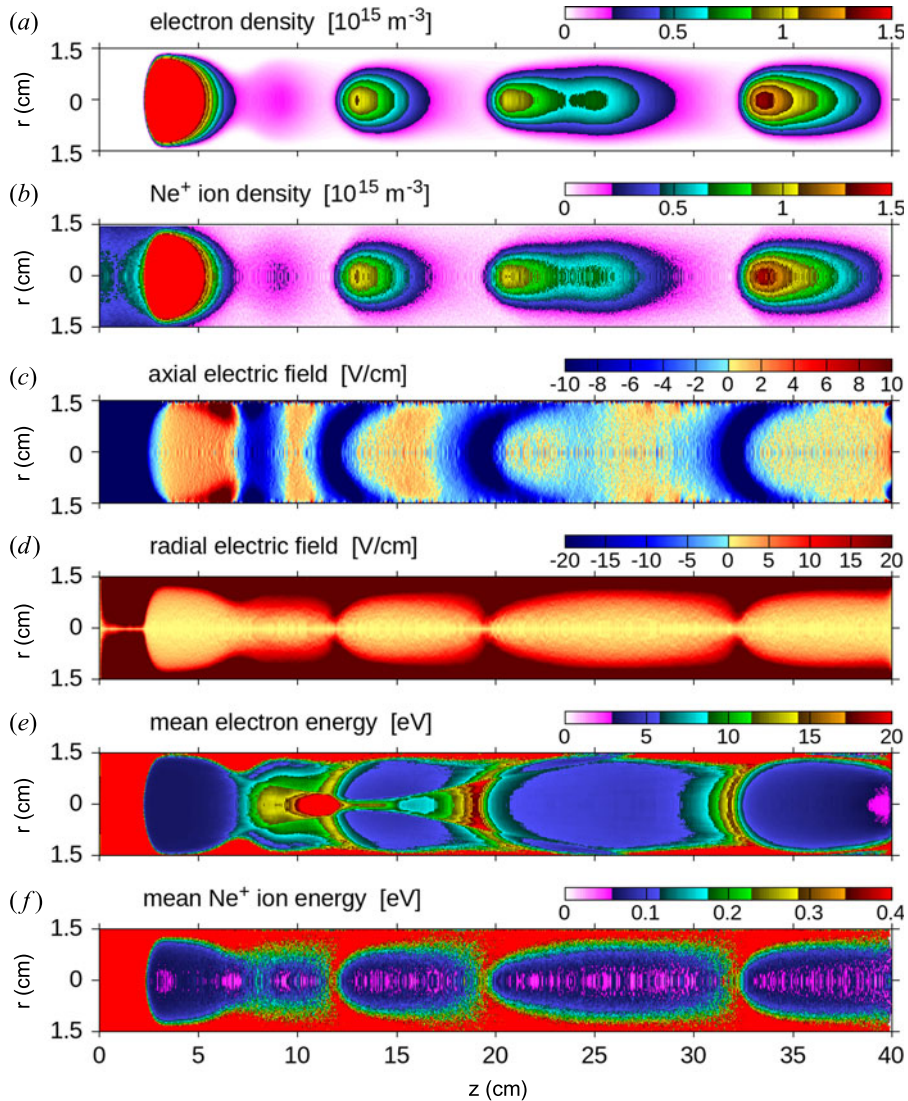 (a) electron density [10¹⁵ m⁻³]
0 0.5 1 1.5
1.5
r (cm) 0
1.5
(b) Ne⁺ ion density [10¹⁵ m⁻³]
0 0.5 1 1.5
1.5
r (cm) 0
1.5
(c) axial electric field [V/cm]
-10 -8 -6 -4 -2 0 2 4 6 8 10
1.5
r (cm) 0
1.5
(d) radial electric field [V/cm]
-20 -15 -10 -5 0 5 10 15 20
1.5
r (cm) 0
1.5
(e) mean electron energy [eV]
0 5 10 15 20
1.5
r (cm) 0
1.5
(f) mean Ne⁺ ion energy [eV]
0 0.1 0.2 0.3 0.4
1.5
r (cm) 0
1.5
0 5 10 15 20 25 30 35 40
z (cm)